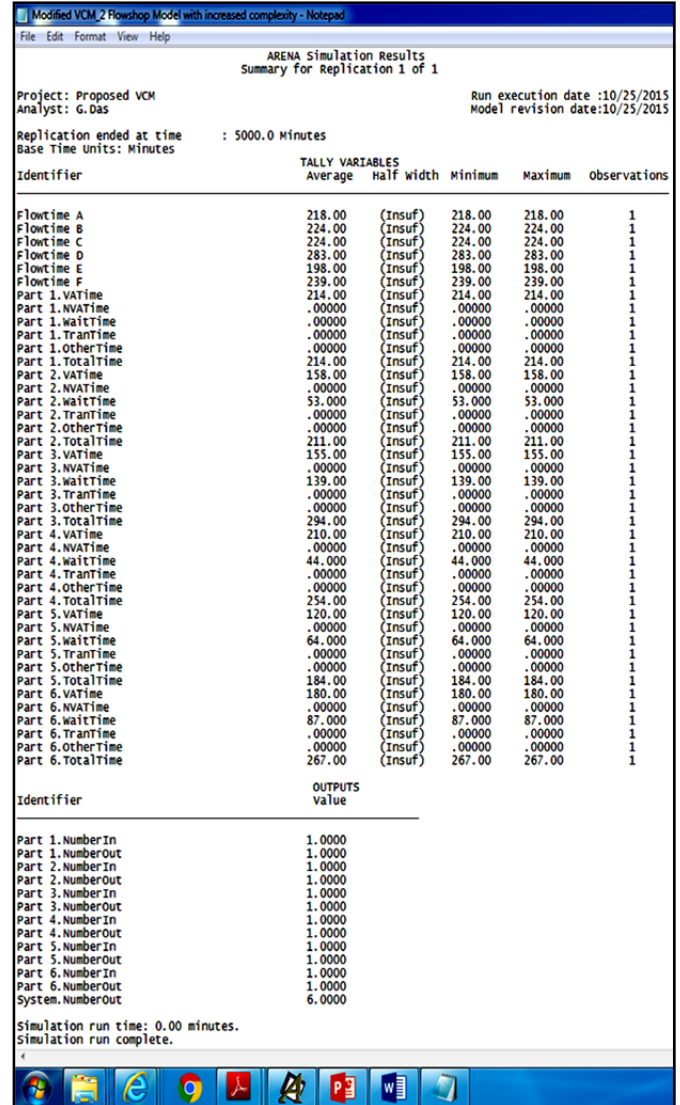 Modified VCM_2 Flowshop Model with increased complexity - Notepad
File Edit Format View Help
ARENA Simulation Results
Summary for Replication 1 of 1
Project: Proposed VCM Run execution date :10/25/2015
Analyst: G.Das Model revision date:10/25/2015
Replication ended at time : 5000.0 Minutes
Base Time Units: Minutes
TALLY VARIABLES
Identifier Average Half Width Minimum Maximum Observations
Flowtime A 218.00 (Insuf) 218.00 218.00 1
Flowtime B 224.00 (Insuf) 224.00 224.00 1
Flowtime C 224.00 (Insuf) 224.00 224.00 1
Flowtime D 283.00 (Insuf) 283.00 283.00 1
Flowtime E 198.00 (Insuf) 198.00 198.00 1
Flowtime F 239.00 (Insuf) 239.00 239.00 1
Part 1.VATime 214.00 (Insuf) 214.00 214.00 1
Part 1.NVATime .00000 (Insuf) .00000 .00000 1
Part 1.WaitTime .00000 (Insuf) .00000 .00000 1
Part 1.TranTime .00000 (Insuf) .00000 .00000 1
Part 1.OtherTime .00000 (Insuf) .00000 .00000 1
Part 1.TotalTime 214.00 (Insuf) 214.00 214.00 1
Part 2.VATime 158.00 (Insuf) 158.00 158.00 1
Part 2.NVATime .00000 (Insuf) .00000 .00000 1
Part 2.WaitTime 53.000 (Insuf) 53.000 53.000 1
Part 2.TranTime .00000 (Insuf) .00000 .00000 1
Part 2.OtherTime .00000 (Insuf) .00000 .00000 1
Part 2.TotalTime 211.00 (Insuf) 211.00 211.00 1
Part 3.VATime 155.00 (Insuf) 155.00 155.00 1
Part 3.NVATime .00000 (Insuf) .00000 .00000 1
Part 3.WaitTime 139.00 (Insuf) 139.00 139.00 1
Part 3.TranTime .00000 (Insuf) .00000 .00000 1
Part 3.OtherTime .00000 (Insuf) .00000 .00000 1
Part 3.TotalTime 294.00 (Insuf) 294.00 294.00 1
Part 4.VATime 210.00 (Insuf) 210.00 210.00 1
Part 4.NVATime .00000 (Insuf) .00000 .00000 1
Part 4.WaitTime 44.000 (Insuf) 44.000 44.000 1
Part 4.TranTime .00000 (Insuf) .00000 .00000 1
Part 4.OtherTime .00000 (Insuf) .00000 .00000 1
Part 4.TotalTime 254.00 (Insuf) 254.00 254.00 1
Part 5.VATime 120.00 (Insuf) 120.00 120.00 1
Part 5.NVATime .00000 (Insuf) .00000 .00000 1
Part 5.WaitTime 64.000 (Insuf) 64.000 64.000 1
Part 5.TranTime .00000 (Insuf) .00000 .00000 1
Part 5.OtherTime .00000 (Insuf) .00000 .00000 1
Part 5.TotalTime 184.00 (Insuf) 184.00 184.00 1
Part 6.VATime 180.00 (Insuf) 180.00 180.00 1
Part 6.NVATime .00000 (Insuf) .00000 .00000 1
Part 6.WaitTime 87.000 (Insuf) 87.000 87.000 1
Part 6.TranTime .00000 (Insuf) .00000 .00000 1
Part 6.OtherTime .00000 (Insuf) .00000 .00000 1
Part 6.TotalTime 267.00 (Insuf) 267.00 267.00 1
OUTPUTS
Identifier Value
Part 1.NumberIn 1.0000
Part 1.NumberOut 1.0000
Part 2.NumberIn 1.0000
Part 2.NumberOut 1.0000
Part 3.NumberIn 1.0000
Part 3.NumberOut 1.0000
Part 4.NumberIn 1.0000
Part 4.NumberOut 1.0000
Part 5.NumberIn 1.0000
Part 5.NumberOut 1.0000
Part 6.NumberIn 1.0000
Part 6.NumberOut 1.0000
System.NumberOut 6.0000
Simulation run time: 0.00 minutes.
Simulation run complete.